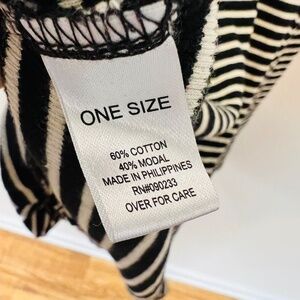 ONE SIZE
60% COTTON
40% MODAL
MADE IN PHILIPPINES
RN#090233
OVER FOR CARE